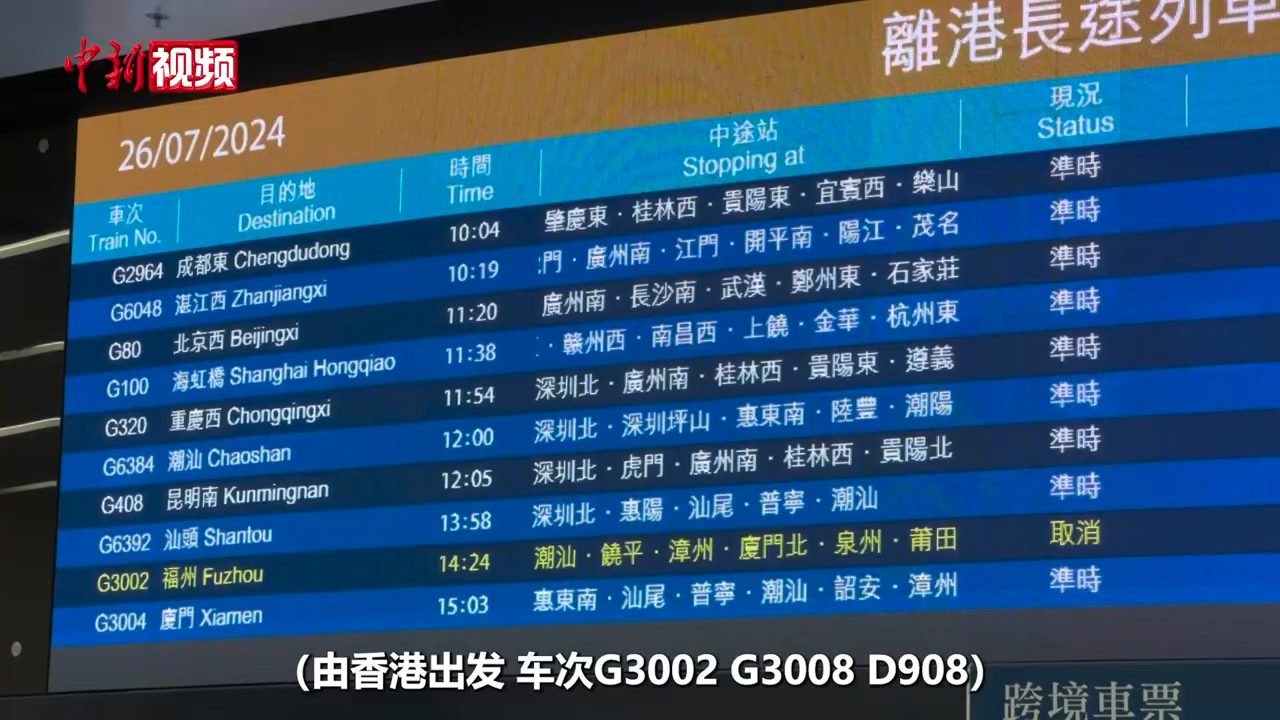 中新视频
離港長途列車
26/07/2024
車次 目的地 時間 中途站 現況
Train No. Destination Time Stopping at Status
G2964 成都東 Chengdudong 10:04 肇慶東・桂林西・貴陽東・宜賓西・樂山 準時
G6048 湛江西 Zhanjiangxi 10:19 門・廣州南・江門・開平南・陽江・茂名 準時
G80 北京西 Beijingxi 11:20 廣州南・長沙南・武漢・鄭州東・石家莊 準時
G100 海虹橋 Shanghai Hongqiao 11:38 ・贛州西・南昌西・上饒・金華・杭州東 準時
G320 重慶西 Chongqingxi 11:54 深圳北・廣州南・桂林西・貴陽東・遵義 準時
G6384 潮汕 Chaoshan 12:00 深圳北・深圳坪山・惠東南・陸豐・潮陽 準時
G408 昆明南 Kunmingnan 12:05 深圳北・虎門・廣州南・桂林西・貴陽北 準時
G6392 汕頭 Shantou 13:58 深圳北・惠陽・汕尾・普寧・潮汕 準時
G3002 福州 Fuzhou 14:24 潮汕・饒平・漳州・廈門北・泉州・莆田 取消
G3004 廈門 Xiamen 15:03 惠東南・汕尾・普寧・潮汕・詔安・漳州 準時
（由香港出发 车次G3002 G3008 D908）
跨境車票